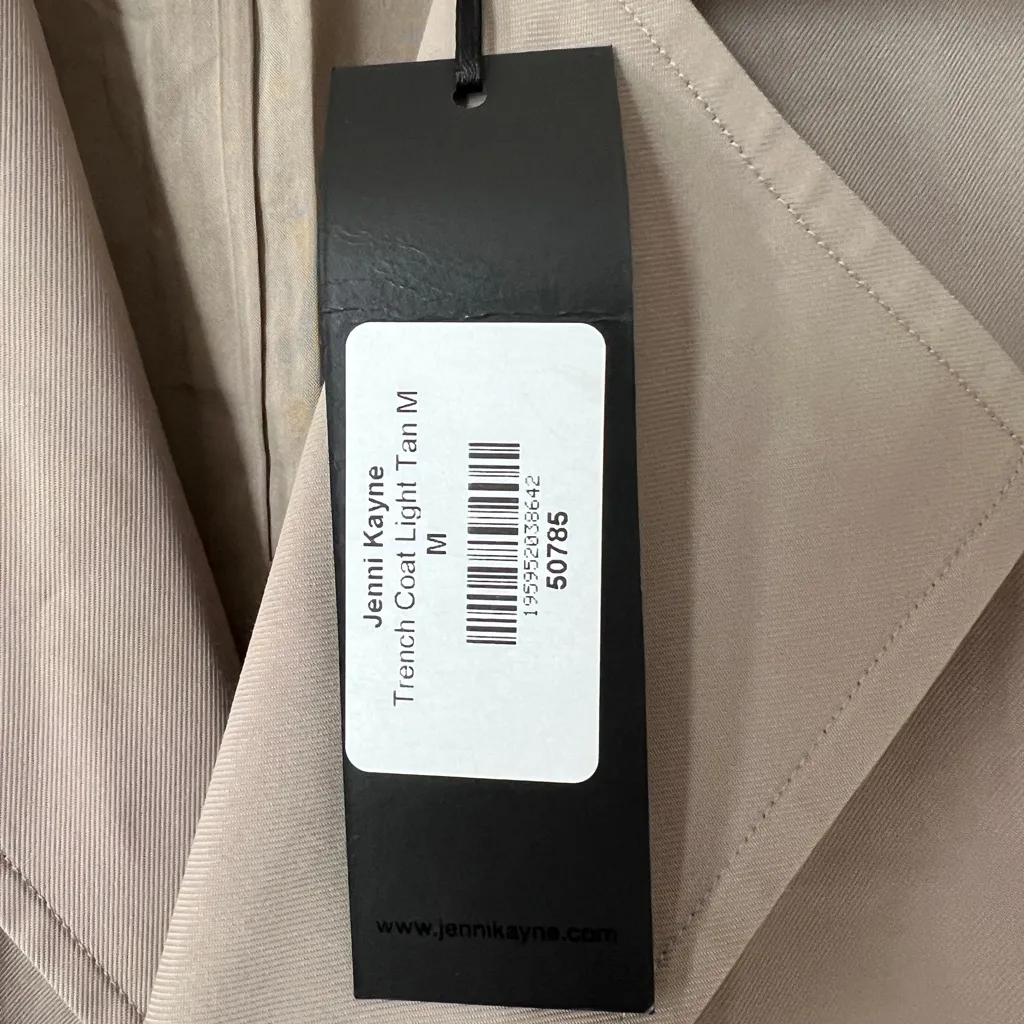 Jenni Kayne
Trench Coat Light Tan M
M
195952038642
50785
www.jennikayne.com